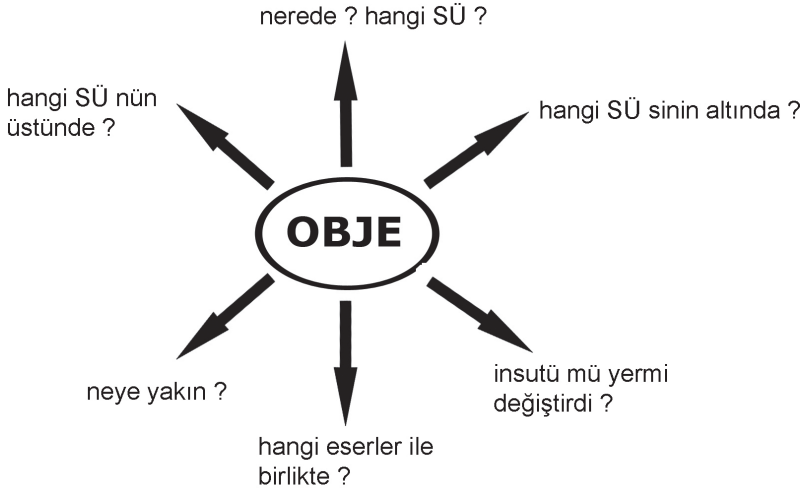 nerede ? hangi SÜ ?
hangi SÜ nün
üstünde ?
hangi SÜ sinin altında ?
OBJE
neye yakın ?
insutü mü yermi
değiştirdi ?
hangi eserler ile
birlikte ?